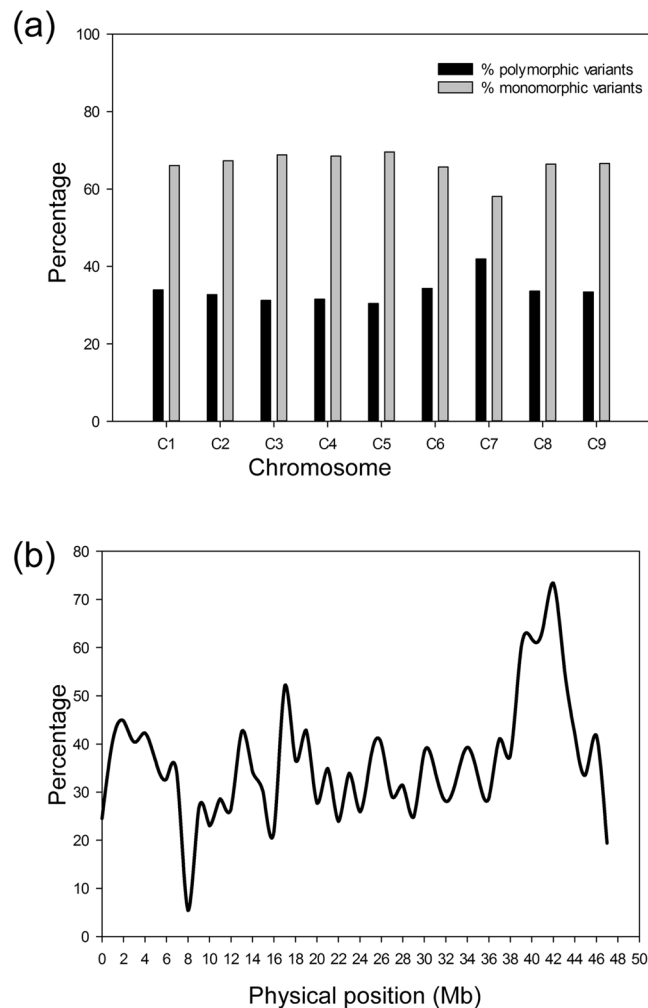 (a)
100
80
60
40
20
0
Percentage
% polymorphic variants
% monomorphic variants
C1 C2 C3 C4 C5 C6 C7 C8 C9
Chromosome
(b)
80
70
60
50
40
30
20
10
0
Percentage
0 2 4 6 8 10 12 14 16 18 20 22 24 26 28 30 32 34 36 38 40 42 44 46 48 50
Physical position (Mb)